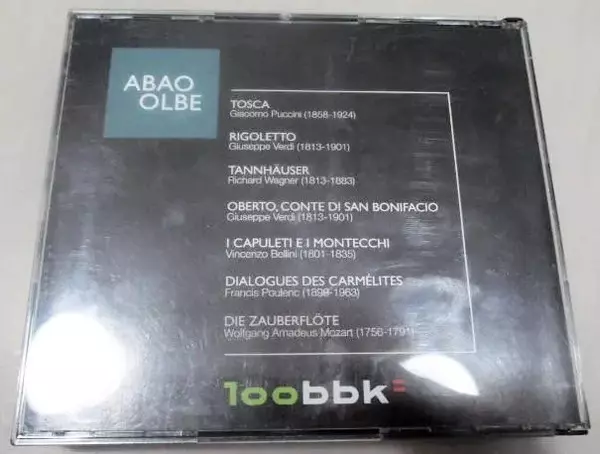 ABAO
OLBE
TOSCA
Giacomo Puccini (1858-1924)
RIGOLETTO
Giuseppe Verdi (1813-1901)
TANNHÄUSER
Richard Wagner (1813-1883)
OBERTO, CONTE DI SAN BONIFACIO
Giuseppe Verdi (1813-1901)
I CAPULETI E I MONTECCHI
Vincenzo Bellini (1801-1835)
DIALOGUES DES CARMÈLITES
Francis Poulenc (1899-1963)
DIE ZAUBERFLÖTE
Wolfgang Amadeus Mozart (1756-1791)
100bbk